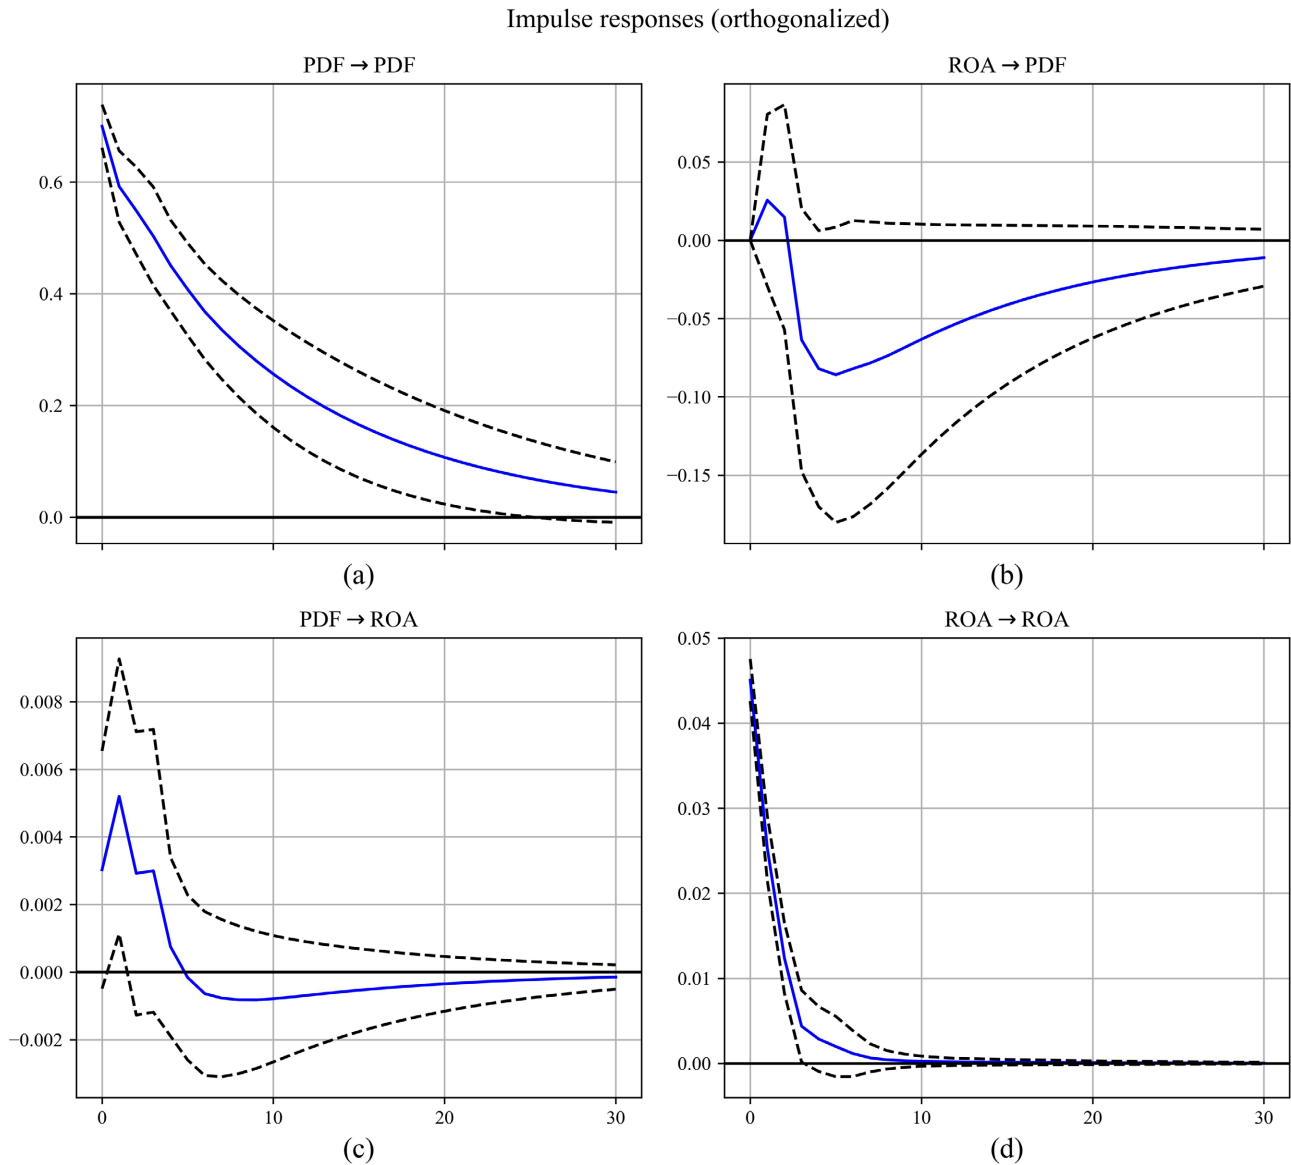 Impulse responses (orthogonalized)
PDF → PDF
ROA → PDF
0.6
0.4
0.2
0.0
0.05
0.00
−0.05
−0.10
−0.15
(a)
(b)
PDF → ROA
ROA → ROA
0.008
0.006
0.004
0.002
0.000
−0.002
0.05
0.04
0.03
0.02
0.01
0.00
0 10 20 30
0 10 20 30
(c)
(d)